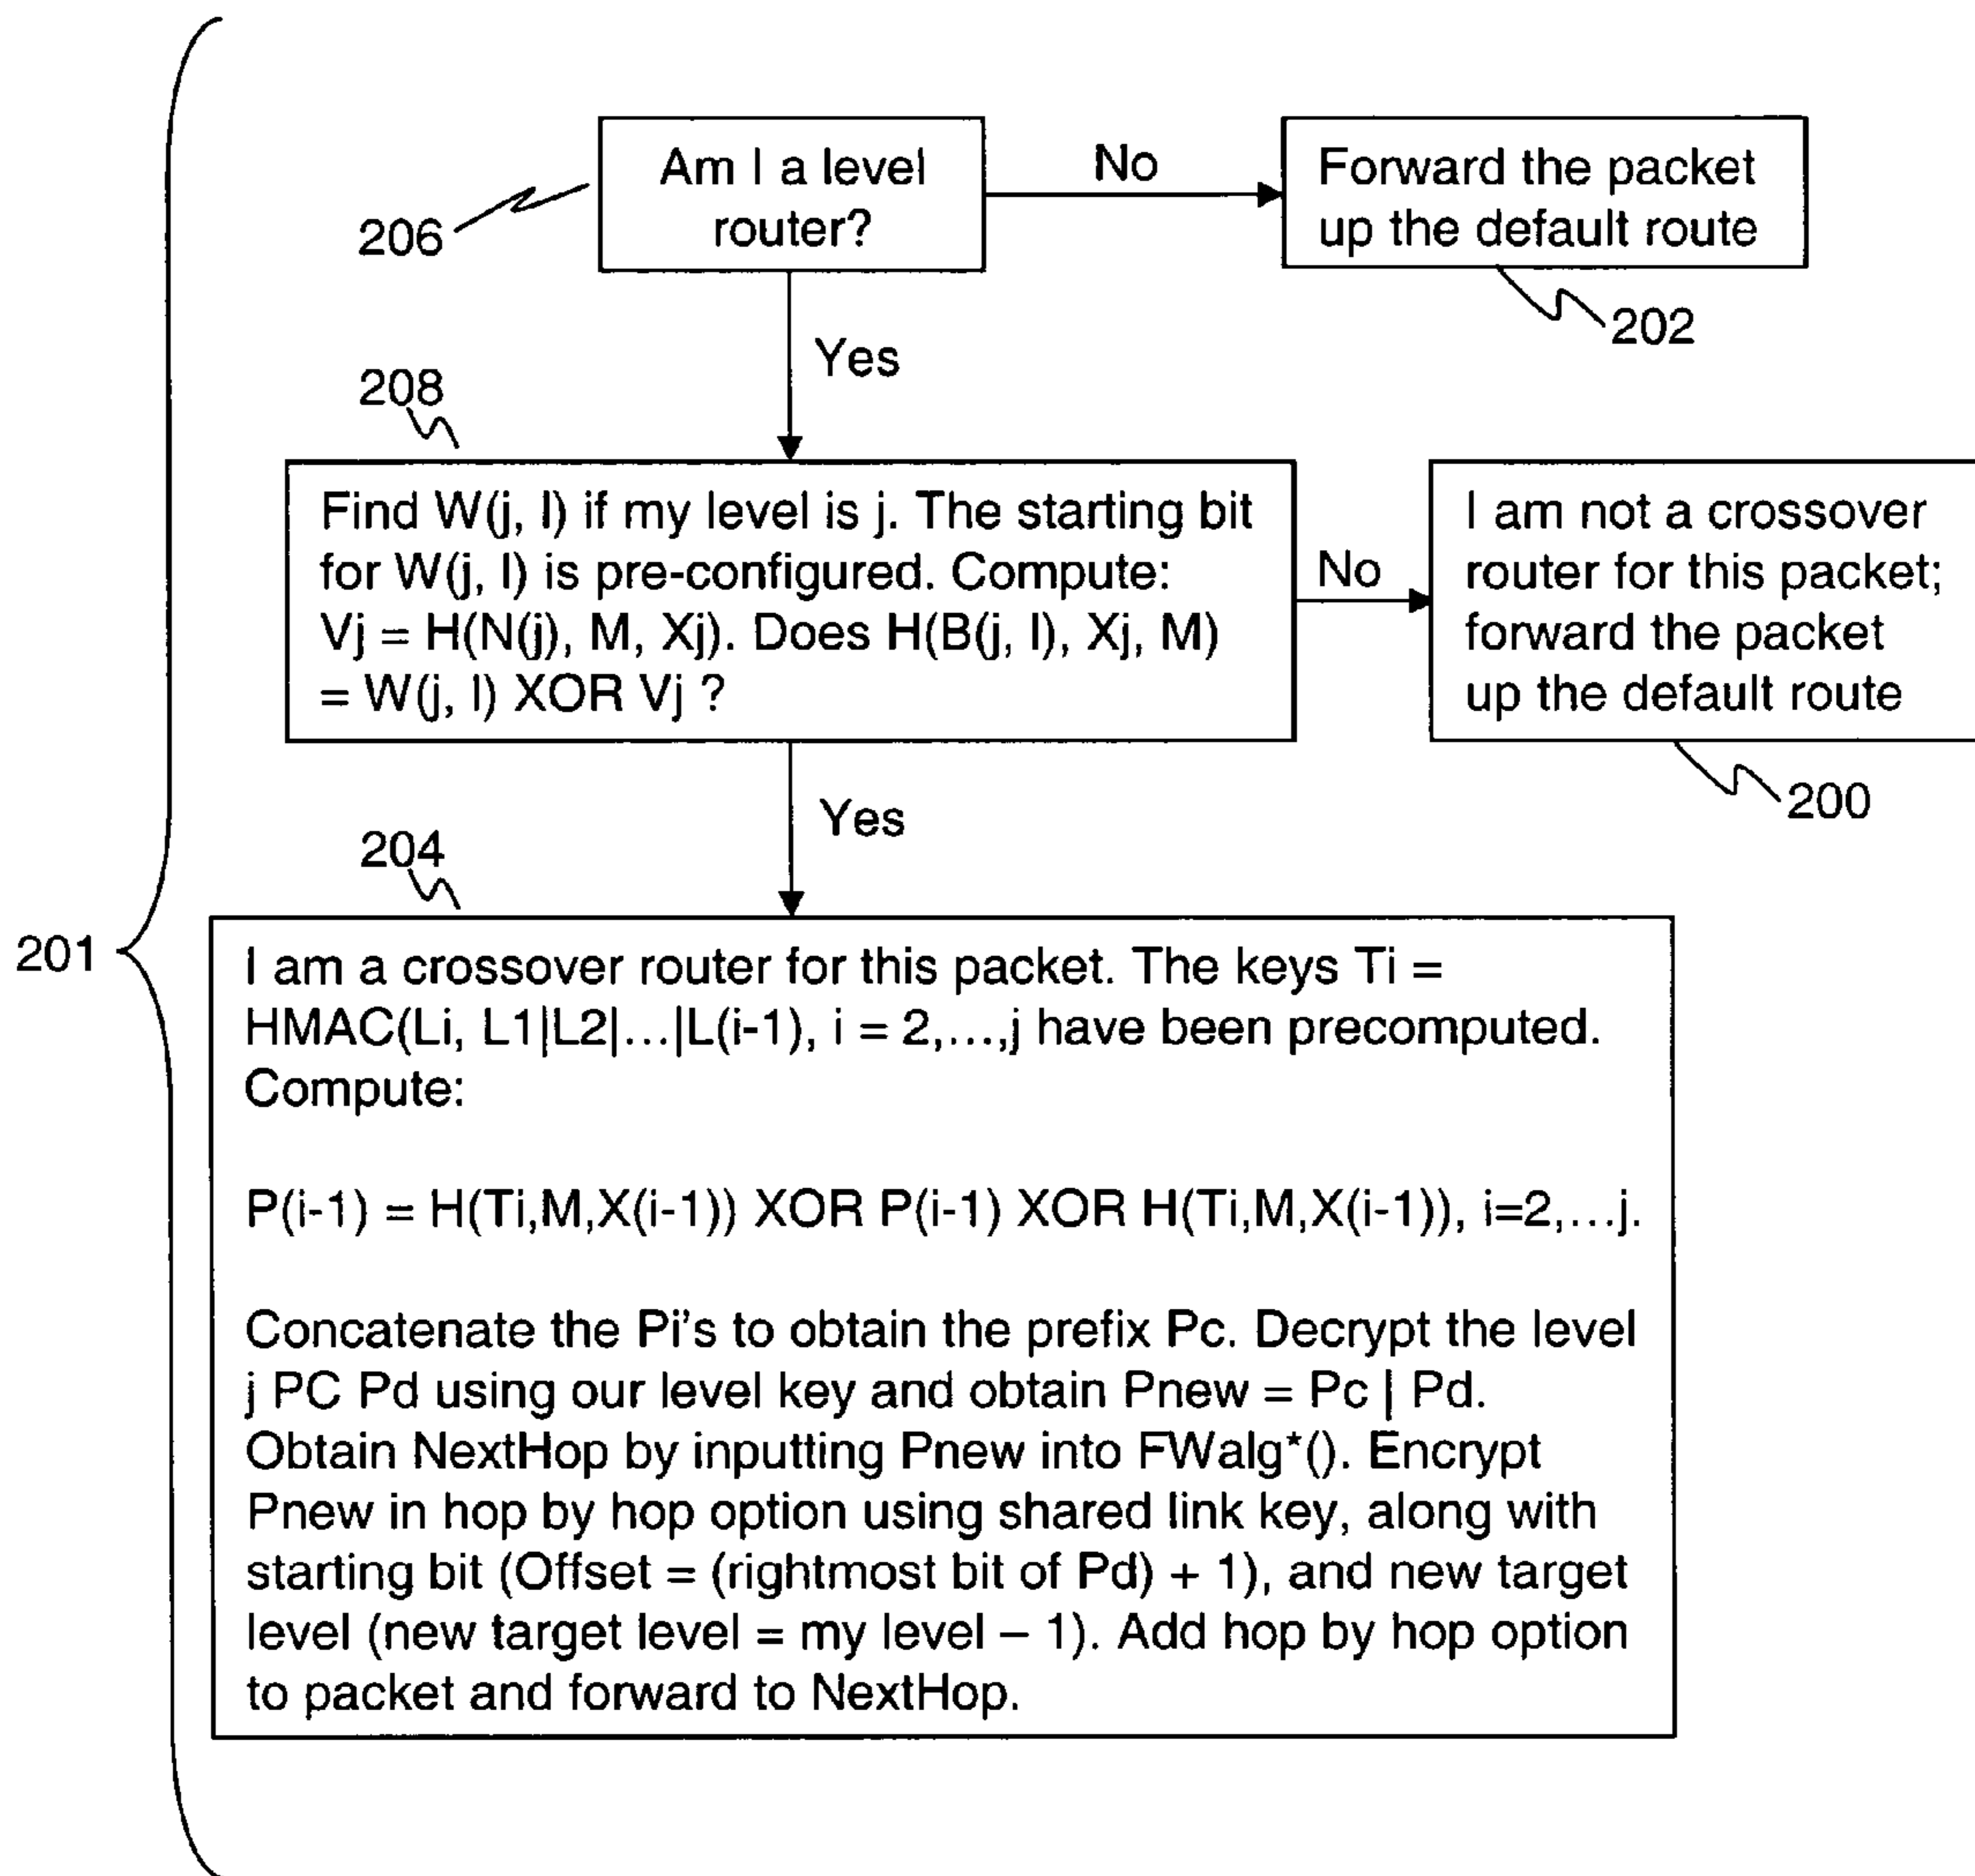 Am I a level
router?
No
Forward the packet
up the default route
206
202
Yes
208
Find W(j, I) if my level is j. The starting bit
for W(j, I) is pre-configured. Compute:
Vj = H(N(j), M, Xj). Does H(B(j, I), Xj, M)
= W(j, I) XOR Vj ?
No
I am not a crossover
router for this packet;
forward the packet
up the default route
200
Yes
204
201
I am a crossover router for this packet. The keys Ti =
HMAC(Li, L1|L2|...|L(i-1), i = 2,...,j have been precomputed.
Compute:
P(i-1) = H(Ti,M,X(i-1)) XOR P(i-1) XOR H(Ti,M,X(i-1)), i=2,...j.
Concatenate the Pi's to obtain the prefix Pc. Decrypt the level
j PC Pd using our level key and obtain Pnew = Pc | Pd.
Obtain NextHop by inputting Pnew into FWalg*(). Encrypt
Pnew in hop by hop option using shared link key, along with
starting bit (Offset = (rightmost bit of Pd) + 1), and new target
level (new target level = my level – 1). Add hop by hop option
to packet and forward to NextHop.